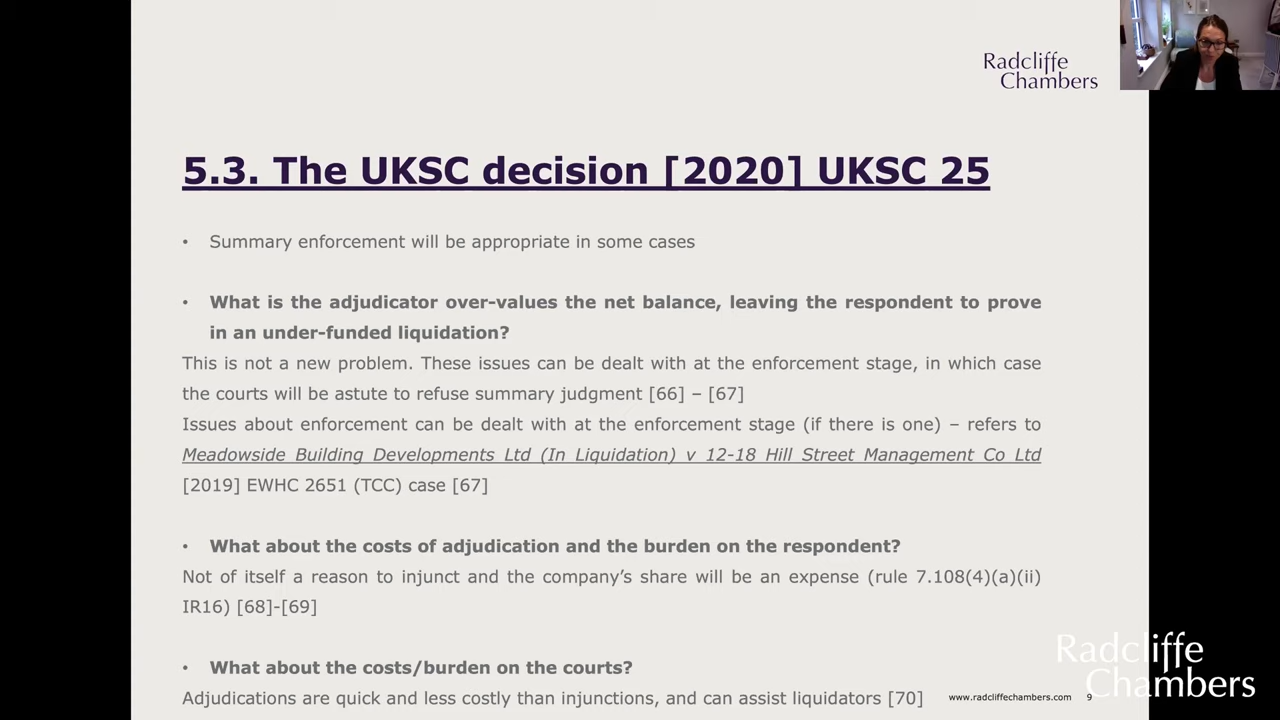 Radcliffe
Chambers
5.3. The UKSC decision [2020] UKSC 25
• Summary enforcement will be appropriate in some cases
• What is the adjudicator over-values the net balance, leaving the respondent to prove
in an under-funded liquidation?
This is not a new problem. These issues can be dealt with at the enforcement stage, in which case
the courts will be astute to refuse summary judgment [66] – [67]
Issues about enforcement can be dealt with at the enforcement stage (if there is one) – refers to
Meadowside Building Developments Ltd (In Liquidation) v 12-18 Hill Street Management Co Ltd
[2019] EWHC 2651 (TCC) case [67]
• What about the costs of adjudication and the burden on the respondent?
Not of itself a reason to injunct and the company’s share will be an expense (rule 7.108(4)(a)(ii)
IR16) [68]-[69]
• What about the costs/burden on the courts?
Adjudications are quick and less costly than injunctions, and can assist liquidators [70]
www.radcliffechambers.com 9
Radcliffe
Chambers